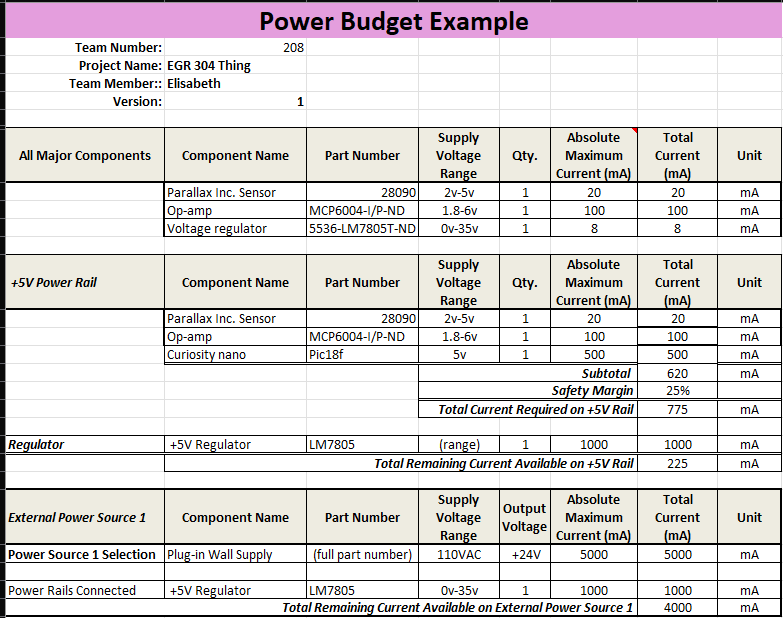 Power Budget Example
Team Number: 208
Project Name: EGR 304 Thing
Team Member:: Elisabeth
Version: 1
All Major Components Component Name Part Number Supply Voltage Range Qty. Absolute Maximum Current (mA) Total Current (mA) Unit
Parallax Inc. Sensor 28090 2v-5v 1 20 20 mA
Op-amp MCP6004-I/P-ND 1.8-6v 1 100 100 mA
Voltage regulator 5536-LM7805T-ND 0v-35v 1 8 8 mA
+5V Power Rail Component Name Part Number Supply Voltage Range Qty. Absolute Maximum Current (mA) Total Current (mA) Unit
Parallax Inc. Sensor 28090 2v-5v 1 20 20 mA
Op-amp MCP6004-I/P-ND 1.8-6v 1 100 100 mA
Curiosity nano Pic18f 5v 1 500 500 mA
Subtotal 620 mA
Safety Margin 25%
Total Current Required on +5V Rail 775 mA
Regulator +5V Regulator LM7805 (range) 1 1000 1000 mA
Total Remaining Current Available on +5V Rail 225 mA
External Power Source 1 Component Name Part Number Supply Voltage Range Output Voltage Absolute Maximum Current (mA) Total Current (mA) Unit
Power Source 1 Selection Plug-in Wall Supply (full part number) 110VAC +24V 5000 5000 mA
Power Rails Connected +5V Regulator LM7805 0v-35v 1 1000 1000 mA
Total Remaining Current Available on External Power Source 1 4000 mA